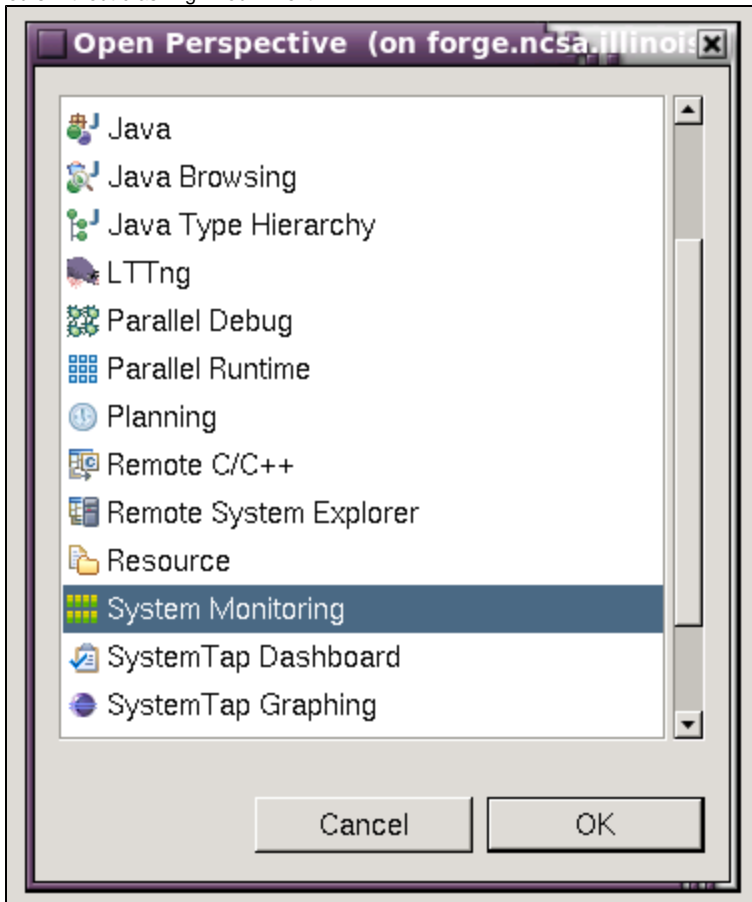 Open Perspective (on forge.ncsa.illinois
Java
Java Browsing
Java Type Hierarchy
LTTng
Parallel Debug
Parallel Runtime
Planning
Remote C/C++
Remote System Explorer
Resource
System Monitoring
SystemTap Dashboard
SystemTap Graphing
Cancel OK